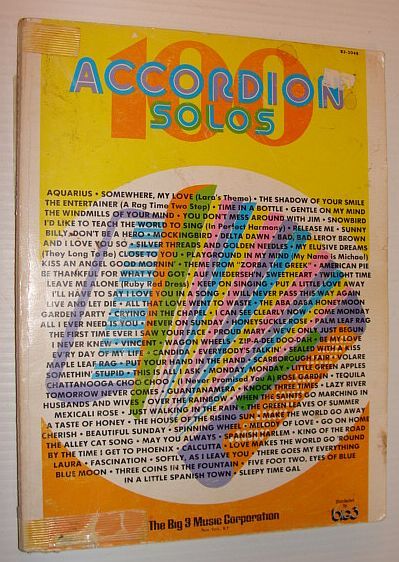 B3-2048
100
ACCORDION
SOLOS
AQUARIUS • SOMEWHERE, MY LOVE (Lara's Theme) • THE SHADOW OF YOUR SMILE
THE ENTERTAINER (A Rag Time Two Step) • TIME IN A BOTTLE • GENTLE ON MY MIND
THE WINDMILLS OF YOUR MIND • YOU DON'T MESS AROUND WITH JIM • SNOWBIRD
I'D LIKE TO TEACH THE WORLD TO SING (In Perfect Harmony) • RELEASE ME • SUNNY
BILLY, DON'T BE A HERO • MOCKINGBIRD • DELTA DAWN • BAD, BAD LEROY BROWN
AND I LOVE YOU SO • SILVER THREADS AND GOLDEN NEEDLES • MY ELUSIVE DREAMS
(They Long To Be) CLOSE TO YOU • PLAYGROUND IN MY MIND (My Name is Michael)
KISS AN ANGEL GOOD MORNIN' • THEME FROM "ZORBA THE GREEK" • AMERICAN PIE
BE THANKFUL FOR WHAT YOU GOT • WIEDERSEH'N, SWEETHEART • TWILIGHT TIME
LEAVE ME ALONE (Ruby Red Dress) • KEEP ON SINGING • PUT A LITTLE LOVE AWAY
I'LL HAVE TO SAY I LOVE YOU IN A SONG • I WILL NEVER PASS THIS WAY AGAIN
LIVE AND LET DIE • ALL THAT LOVE WENT TO WASTE • THE ABA DABA HONEYMOON
GARDEN PARTY • CRYING IN THE CHAPEL • I CAN SEE CLEARLY NOW • COME MONDAY
ALL I EVER NEED IS YOU • NEVER ON SUNDAY • HONEYSUCKLE ROSE • PALM LEAF RAG
THE FIRST TIME EVER I SAW YOUR FACE • PROUD MARY • WE'VE ONLY JUST BEGUN
IF I EVER KNEW • VINCENT • WAGON WHEELS • ZIP-A-DEE DOO-DAH • BE MY LOVE
EVERY DAY OF MY LIFE • CANDIDA • EVERYBODY'S TALKIN' • SEALED WITH A KISS
MAPLE LEAF RAG • PUT YOUR HAND IN THE HAND • SCARBOROUGH FAIR • VOLARE
SOMETHIN' STUPID • THIS IS ALL I ASK • MONDAY MONDAY • LITTLE GREEN APPLES
CHATTANOOGA CHOO CHOO • (I Never Promised You A) ROSE GARDEN • TEQUILA
TOMORROW NEVER COMES • GUANTANAMERA • KNOCK THREE TIMES • LAZY RIVER
HUSBANDS AND WIVES • FOR ALL WE KNOW • WHEN THE SAINTS GO MARCHING IN
MEXICALI ROSE • JUST WALKING IN THE RAIN • THE GREEN LEAVES OF SUMMER
A TASTE OF HONEY • THE HOUSE OF THE RISING SUN • MAKE THE WORLD GO AWAY
CHERISH • BEAUTIFUL SUNDAY • SPINNING WHEEL • MELODY OF LOVE • GO ON HOME
THE ALLEY CAT SONG • MAY YOU ALWAYS • SPANISH HARLEM • KING OF THE ROAD
BY THE TIME I GET TO PHOENIX • CALCUTTA • LOVE MAKES THE WORLD GO 'ROUND
LAURA • FASCINATION • SOFTLY, AS I LEAVE YOU • THERE GOES MY EVERYTHING
BLUE MOON • THREE COINS IN THE FOUNTAIN • FIVE FOOT TWO, EYES OF BLUE
IN A LITTLE SPANISH TOWN • SLEEPY TIME GAL
The Big 3 Music Corporation
New York, N.Y.
Distributed by
big3